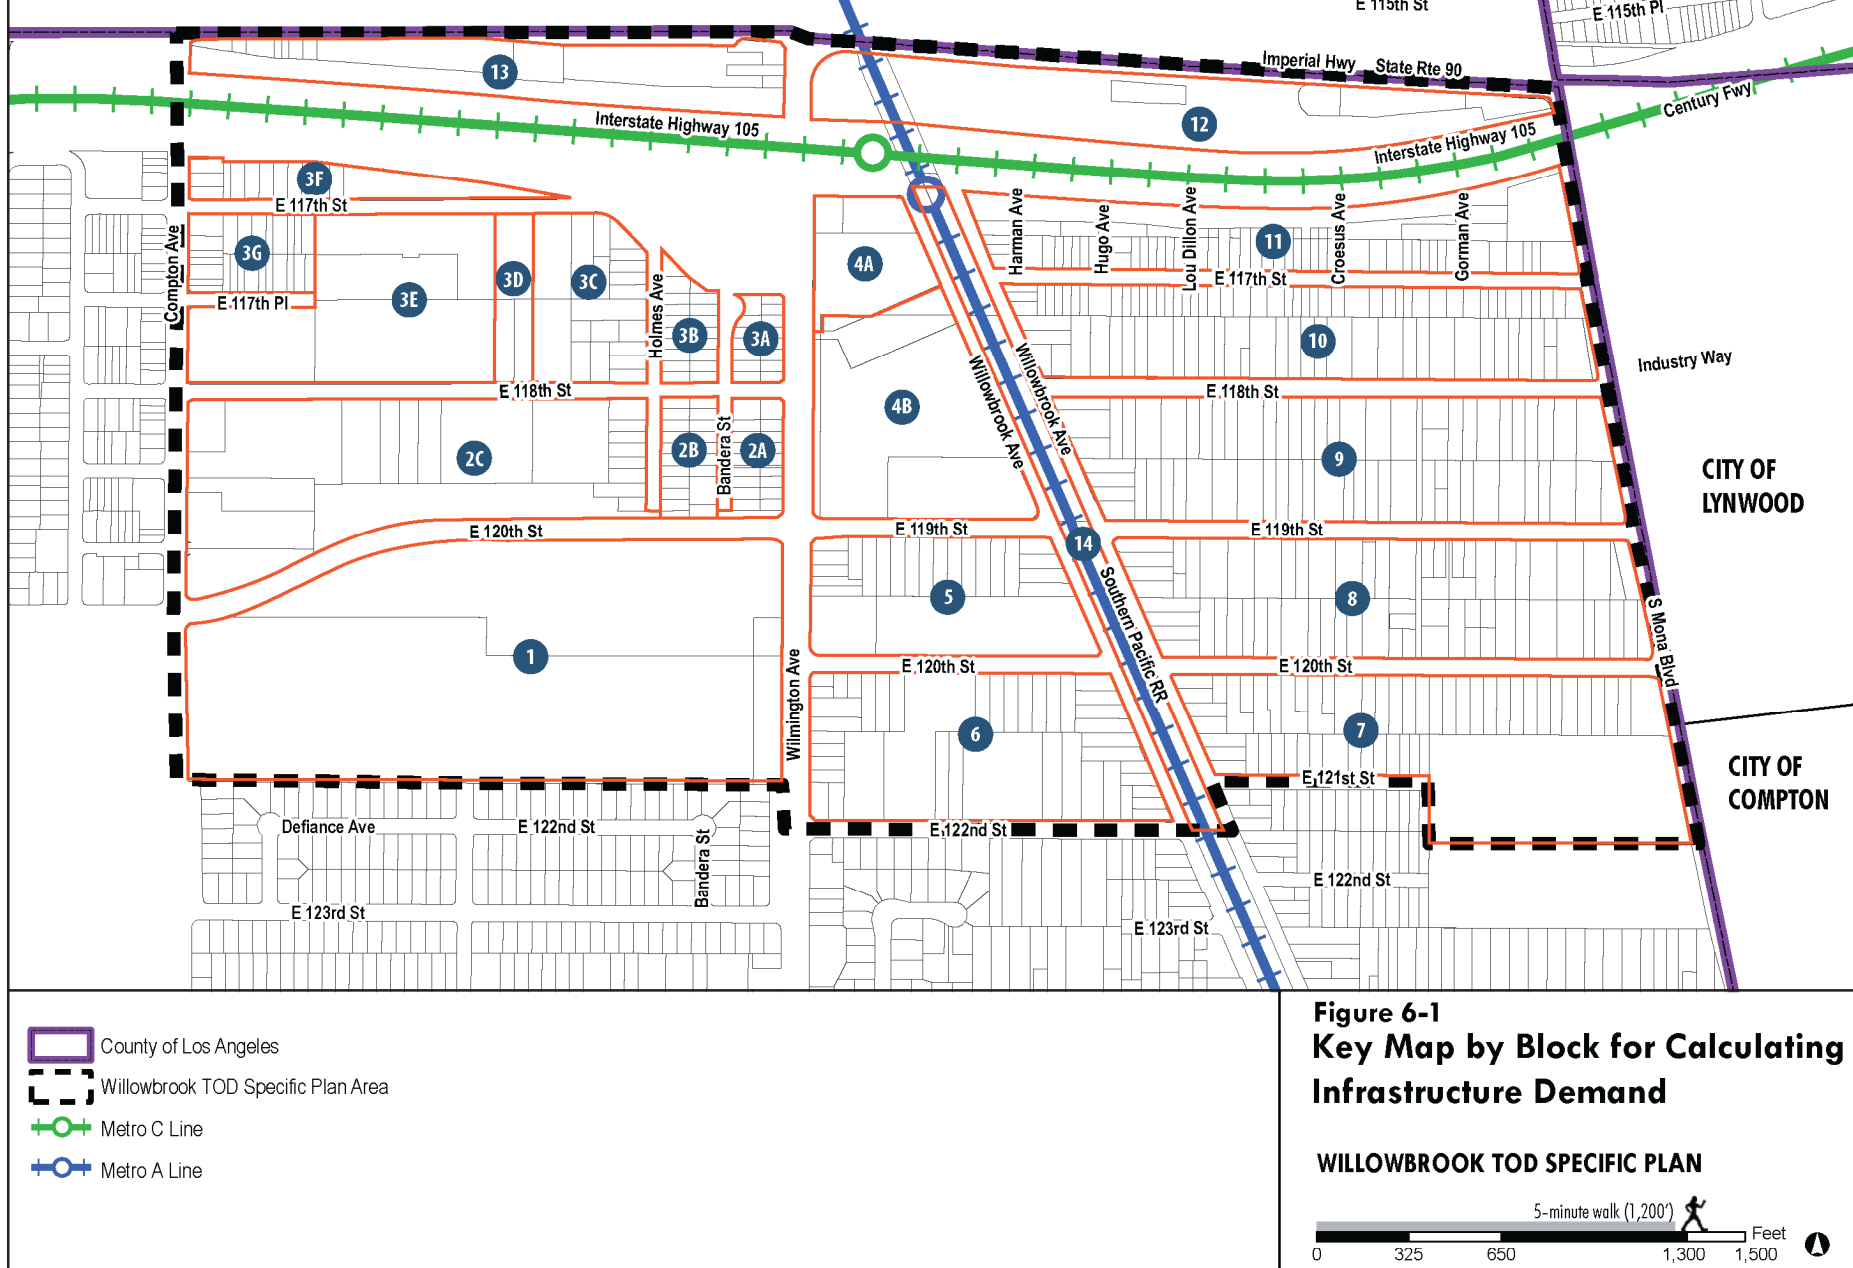 E 115th St
E 115th Pl
Imperial Hwy
State Rte 90
13
Century Fwy
12
Interstate Highway 105
Interstate Highway 105
3F
E 117th St
Harman Ave
Hugo Ave
Lou Dillon Ave
Croesus Ave
Gorman Ave
Compton Ave
3G
11
4A
3D
3C
E 117th St
3E
E 117th Pl
Holmes Ave
3B
3A
10
Industry Way
E 118th St
E 118th St
Willowbrook Ave
Willowbrook Ave
4B
2C
2B
Bandera St
2A
9
CITY OF
LYNWOOD
E 120th St
E 119th St
E 119th St
14
5
Southern Pacific RR
8
S Mona Blvd
1
Wilmington Ave
E 120th St
E 120th St
6
7
E 121st St
CITY OF
COMPTON
Defiance Ave
E 122nd St
E 122nd St
Bandera St
E 122nd St
E 123rd St
E 123rd St
County of Los Angeles
Willowbrook TOD Specific Plan Area
Metro C Line
Metro A Line
Figure 6-1
Key Map by Block for Calculating
Infrastructure Demand
WILLOWBROOK TOD SPECIFIC PLAN
5-minute walk (1,200')
Feet
0 325 650 1,300 1,500